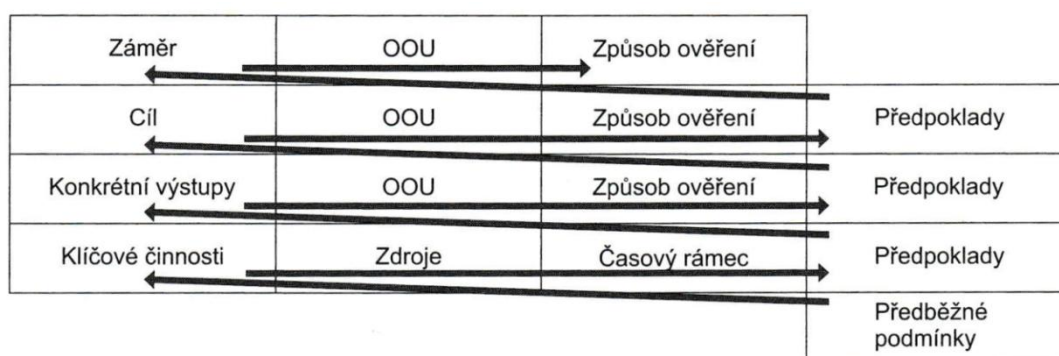 Záměr OOU Způsob ověření
Cíl OOU Způsob ověření Předpoklady
Konkrétní výstupy OOU Způsob ověření Předpoklady
Klíčové činnosti Zdroje Časový rámec Předpoklady
Předběžné
podmínky